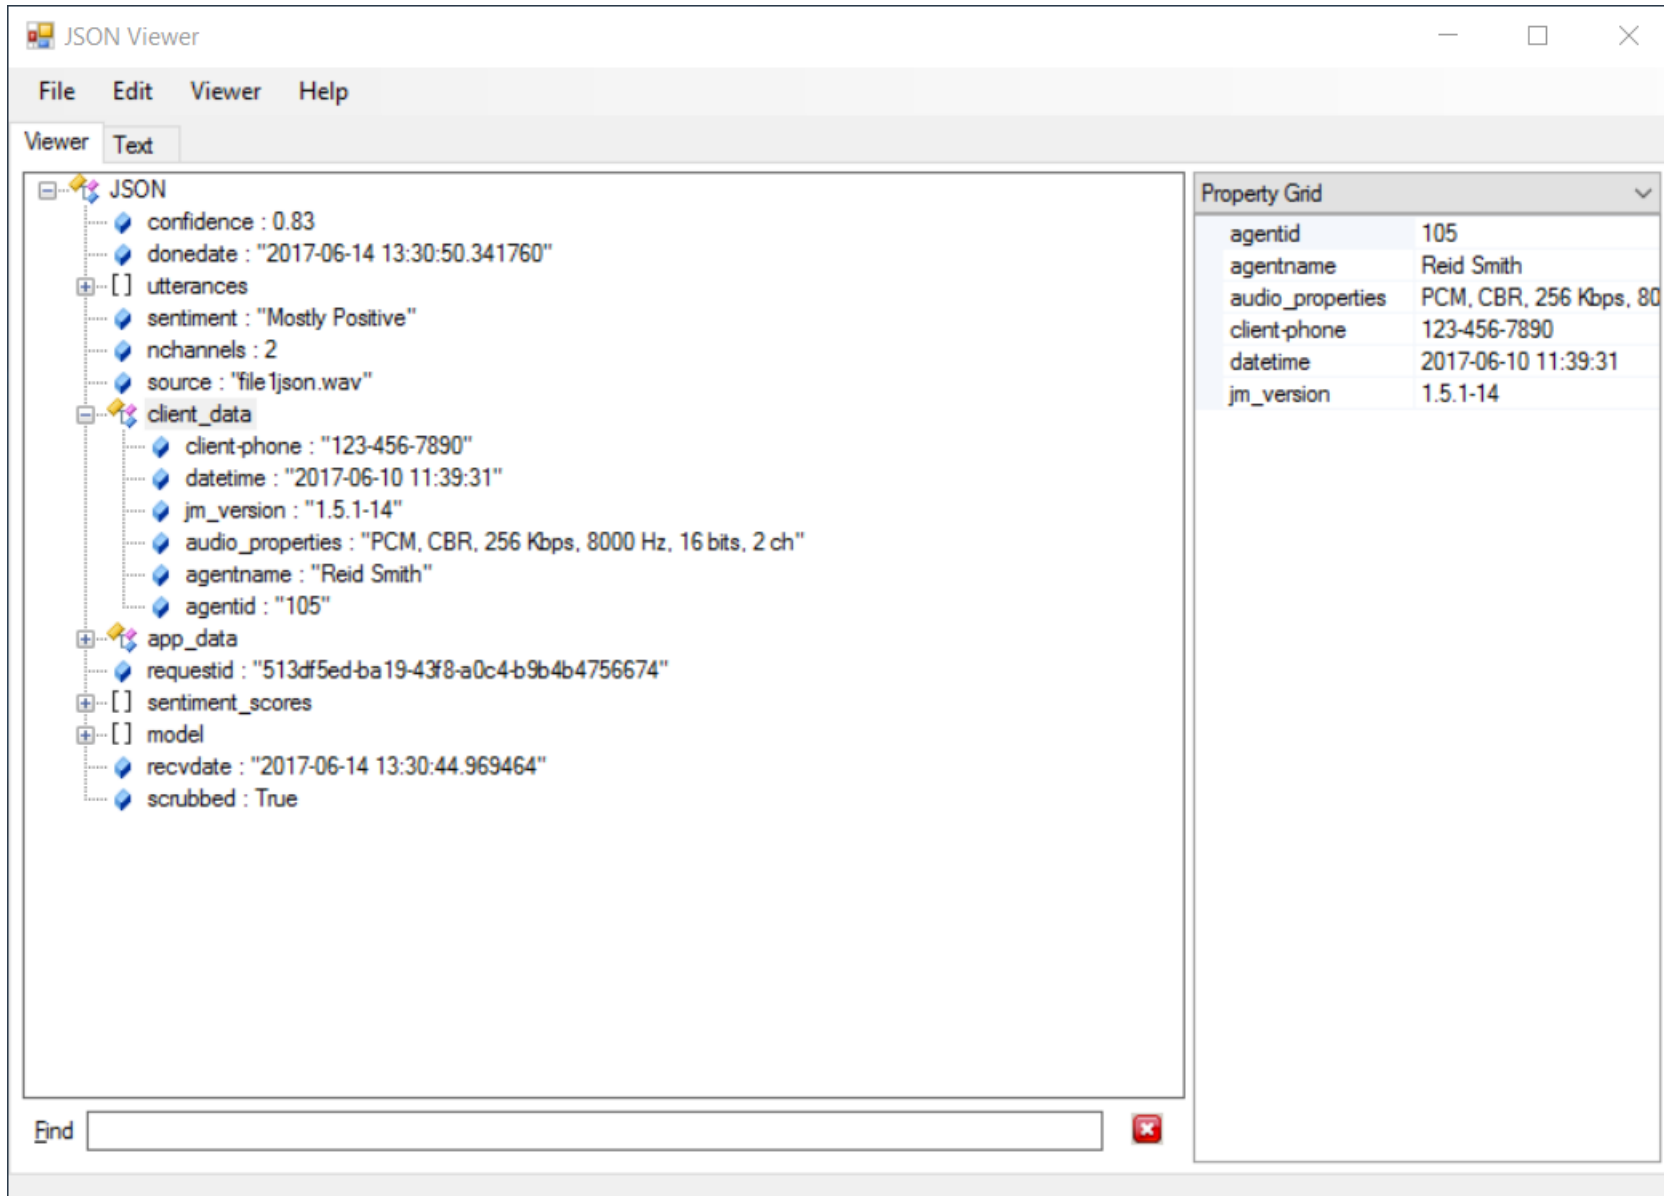 JSON Viewer
File Edit Viewer Help
Viewer Text
JSON
confidence : 0.83
donedate : "2017-06-14 13:30:50.341760"
[] utterances
sentiment : "Mostly Positive"
nchannels : 2
source : "file1json.wav"
client_data
client-phone : "123-456-7890"
datetime : "2017-06-10 11:39:31"
jm_version : "1.5.1-14"
audio_properties : "PCM, CBR, 256 Kbps, 8000 Hz, 16 bits, 2 ch"
agentname : "Reid Smith"
agentid : "105"
app_data
requestid : "513df5ed-ba19-43f8-a0c4-b9b4b4756674"
[] sentiment_scores
[] model
recvdate : "2017-06-14 13:30:44.969464"
scrubbed : True
Find
Property Grid
agentid 105
agentname Reid Smith
audio_properties PCM, CBR, 256 Kbps, 80
client-phone 123-456-7890
datetime 2017-06-10 11:39:31
jm_version 1.5.1-14